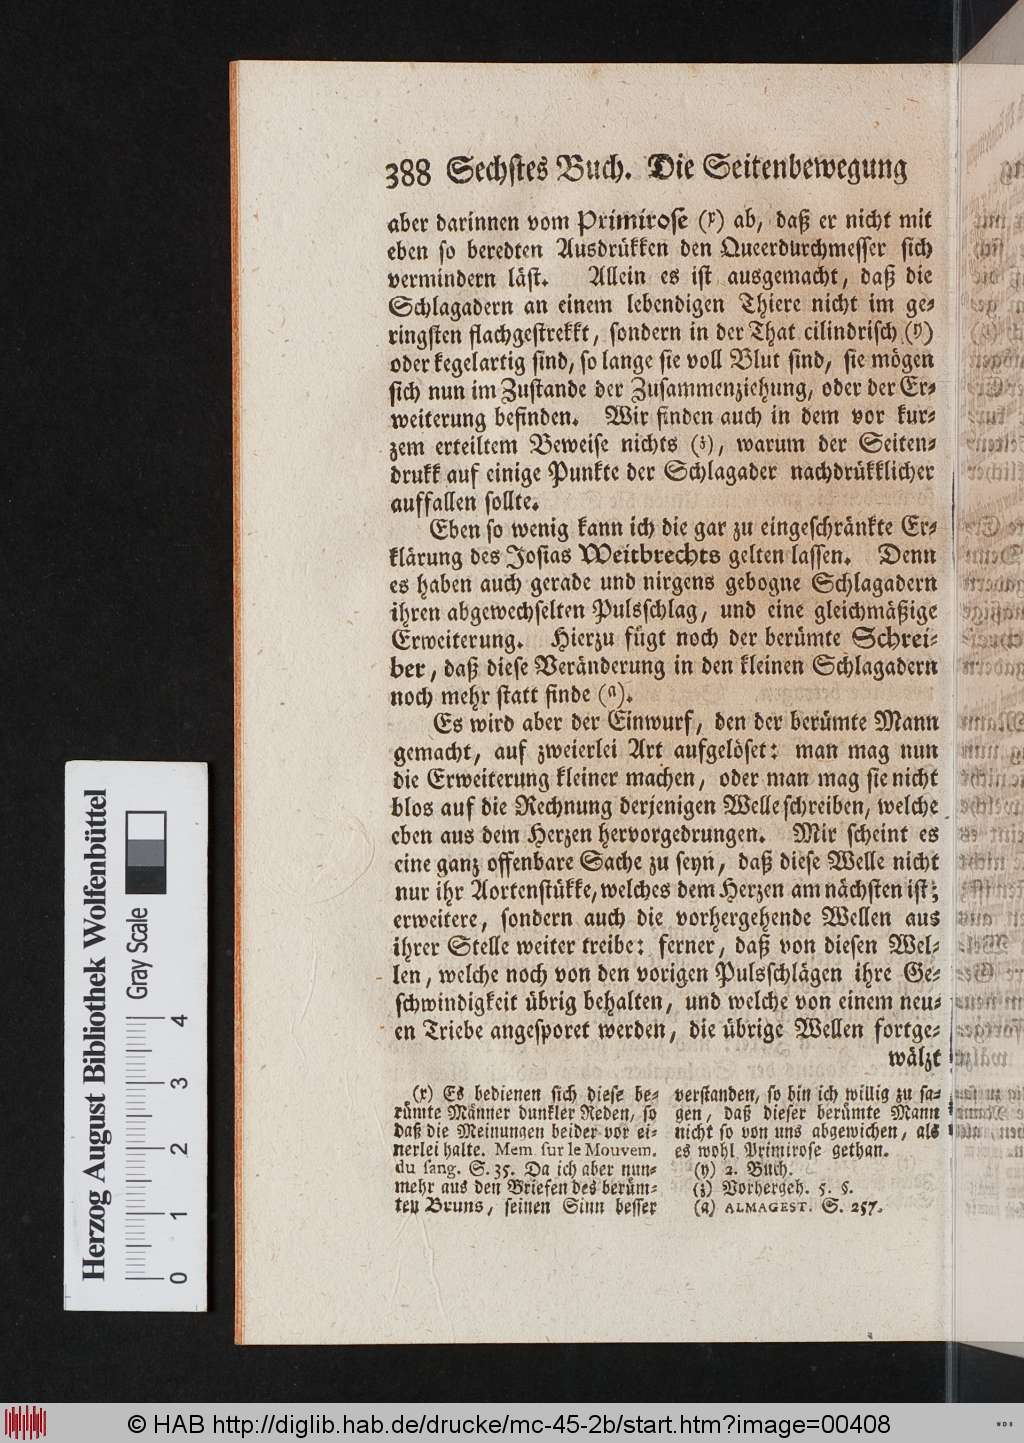 388 Sechstes Buch. Die Seitenbewegung
aber darinnen vom Primirose (x) ab, daß er nicht mit
eben so beredten Ausdrükken den Queerdurchmesser sich
vermindern läst. Allein es ist ausgemacht, daß die
Schlagadern an einem lebendigen Thiere nicht im ge-
ringsten flachgestrekkt, sondern in der That cilindrisch (y)
oder kegelartig sind, so lange sie voll Blut sind, sie mögen
sich nun im Zustande der Zusammenziehung, oder der Er-
weiterung befinden. Wir finden auch in dem vor kur-
zem erteiltem Beweise nichts (z), warum der Seiten-
drukk auf einige Punkte der Schlagader nachdrükklicher
auffallen sollte.
Eben so wenig kann ich die gar zu eingeschränkte Er-
klärung des Josias Weitbrechts gelten lassen. Denn
es haben auch gerade und nirgens gebogne Schlagadern
ihren abgewechselten Pulsschlag, und eine gleichmäßige
Erweiterung. Hierzu fügt noch der berümte Schrei-
ber, daß diese Veränderung in den kleinen Schlagadern
noch mehr statt finde (a).
Es wird aber der Einwurf, den der berümte Mann
gemacht, auf zweierlei Art aufgelöset: man mag nun
die Erweiterung kleiner machen, oder man mag sie nicht
blos auf die Rechnung derjenigen Welle schreiben, welche
eben aus dem Herzen hervorgedrungen. Mir scheint es
eine ganz offenbare Sache zu seyn, daß diese Welle nicht
nur ihr Aortenstükke, welches dem Herzen am nächsten ist;
erweitere, sondern auch die vorhergehende Wellen aus
ihrer Stelle weiter treibe: ferner, daß von diesen Wel-
len, welche noch von den vorigen Pulsschlägen ihre Ge-
schwindigkeit übrig behalten, und welche von einem neu-
en Triebe angesporet werden, die übrige Wellen fortge-
wälzt
(x) Es bedienen sich diese be-
rümte Männer dunkler Reden, so
daß die Meinungen beider vor ei-
nerlei halte. Mem. sur le Mouvem.
du sang. S. 35. Da ich aber nun-
mehr aus den Briefen des berüm-
ten Bruns, seinen Sinn besser
verstanden, so bin ich willig zu sa-
gen, daß dieser berümte Mann
nicht so von uns abgewichen, als
es wohl Primirose gethan.
(y) 2. Buch.
(z) Vorhergeh. 5. §.
(a) ALMAGEST. S. 257.
Herzog August Bibliothek Wolfenbüttel
Gray Scale
0 1 2 3 4
© HAB http://diglib.hab.de/drucke/mc-45-2b/start.htm?image=00408